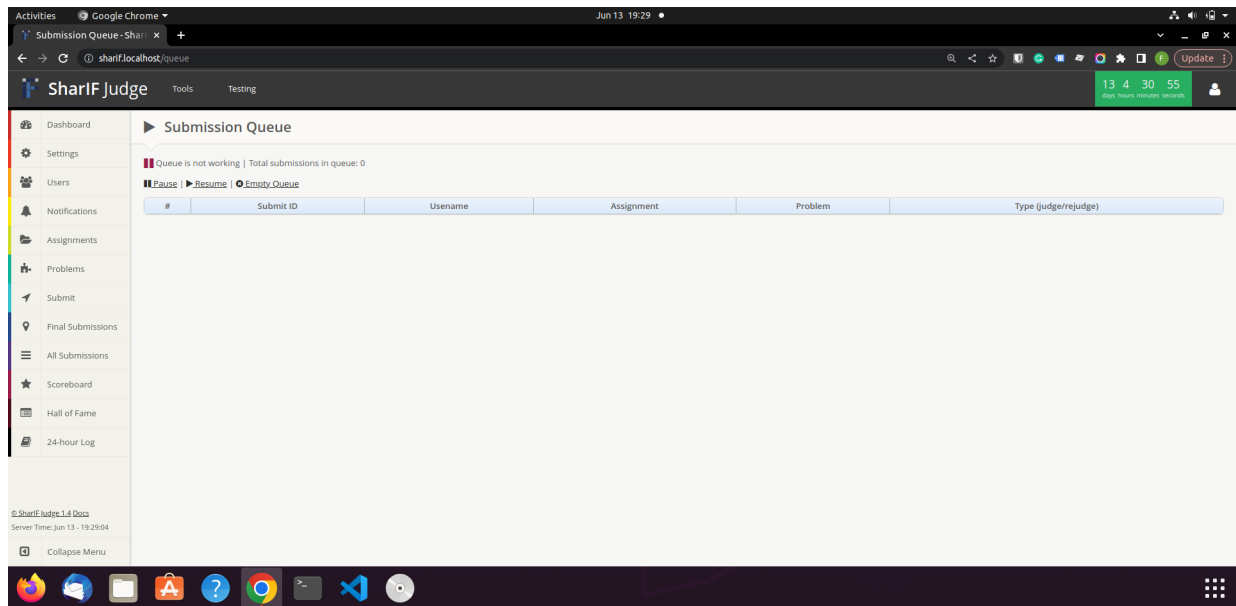 Activities Google Chrome Jun 13 19:29
Submission Queue - Shari
sharif.localhost/queue Update
SharIF Judge Tools Testing 13 4 30 55
days hours minutes seconds
Dashboard
Settings
Users
Notifications
Assignments
Problems
Submit
Final Submissions
All Submissions
Scoreboard
Hall of Fame
24-hour Log
© SharIF Judge 1.4 Docs
Server Time: Jun 13 - 19:29:04
Collapse Menu
Submission Queue
Queue is not working | Total submissions in queue: 0
Pause | Resume | Empty Queue
# Submit ID Usename Assignment Problem Type (judge/rejudge)